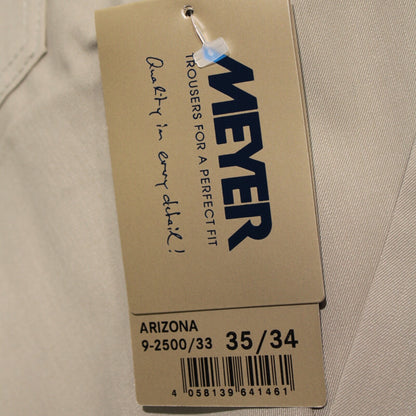 MEYER
TROUSERS FOR A PERFECT FIT
Quality in every detail!
ARIZONA
9-2500/33 35/34
4 058139 641461